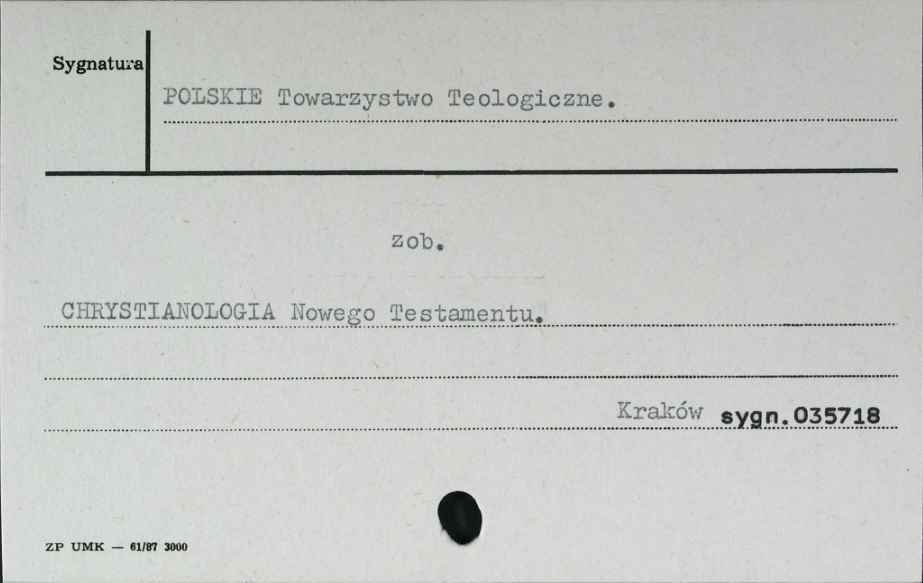 Sygnatura
POLSKIE Towarzystwo Teologiczne.
zob.
CHRYSTIANOLOGIA Nowego Testamentu.
Kraków sygn.035718
ZP UMK — 61/87 3000